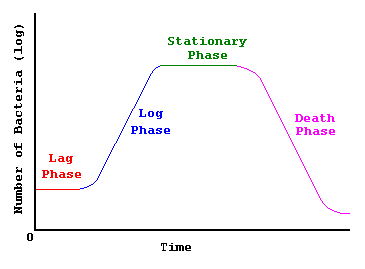 Number of Bacteria (log)
Stationary
Phase
Log
Phase
Death
Phase
Lag
Phase
0
Time